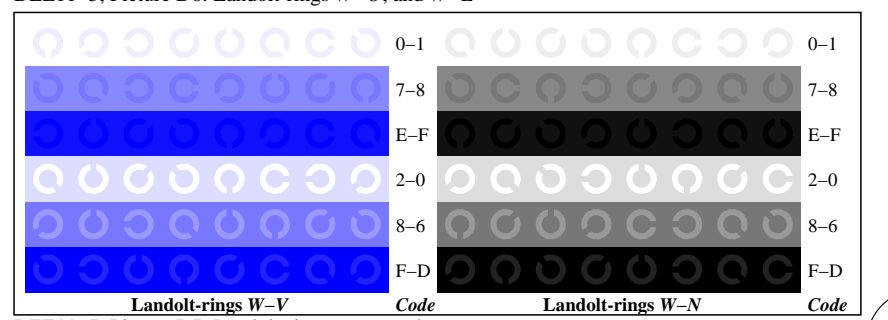 0–1 0–1
7–8 7–8
E–F E–F
2–0 2–0
8–6 8–6
F–D F–D
Landolt-rings W–V Code Landolt-rings W–N Code